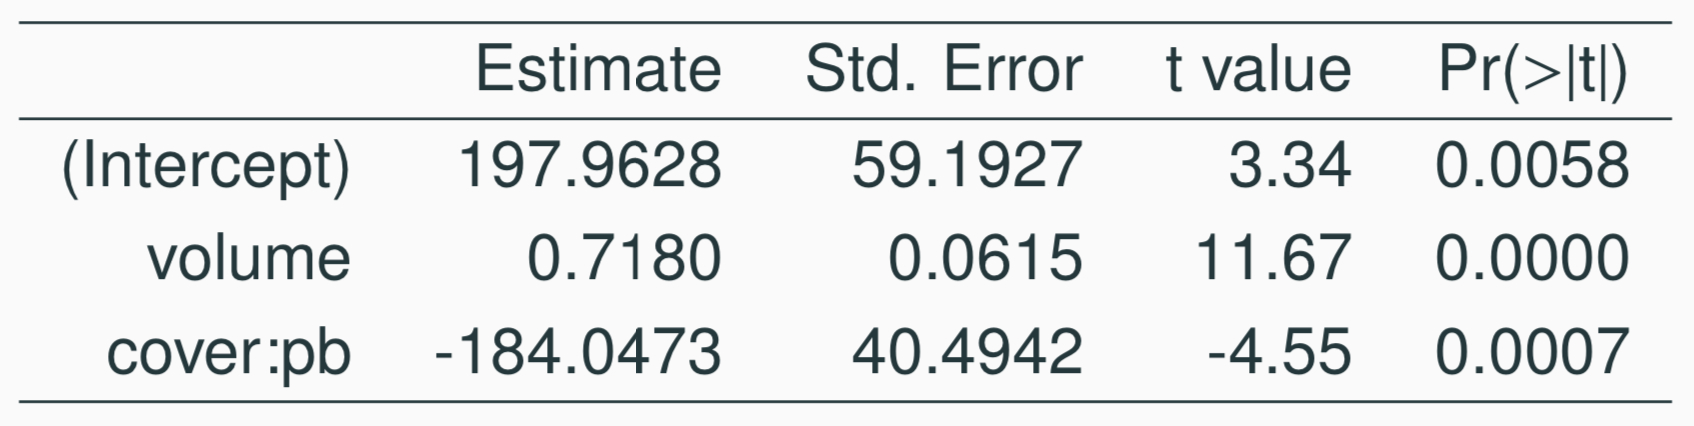 Estimate Std. Error t value Pr(>|t|)
(Intercept) 197.9628 59.1927 3.34 0.0058
volume 0.7180 0.0615 11.67 0.0000
cover:pb -184.0473 40.4942 -4.55 0.0007